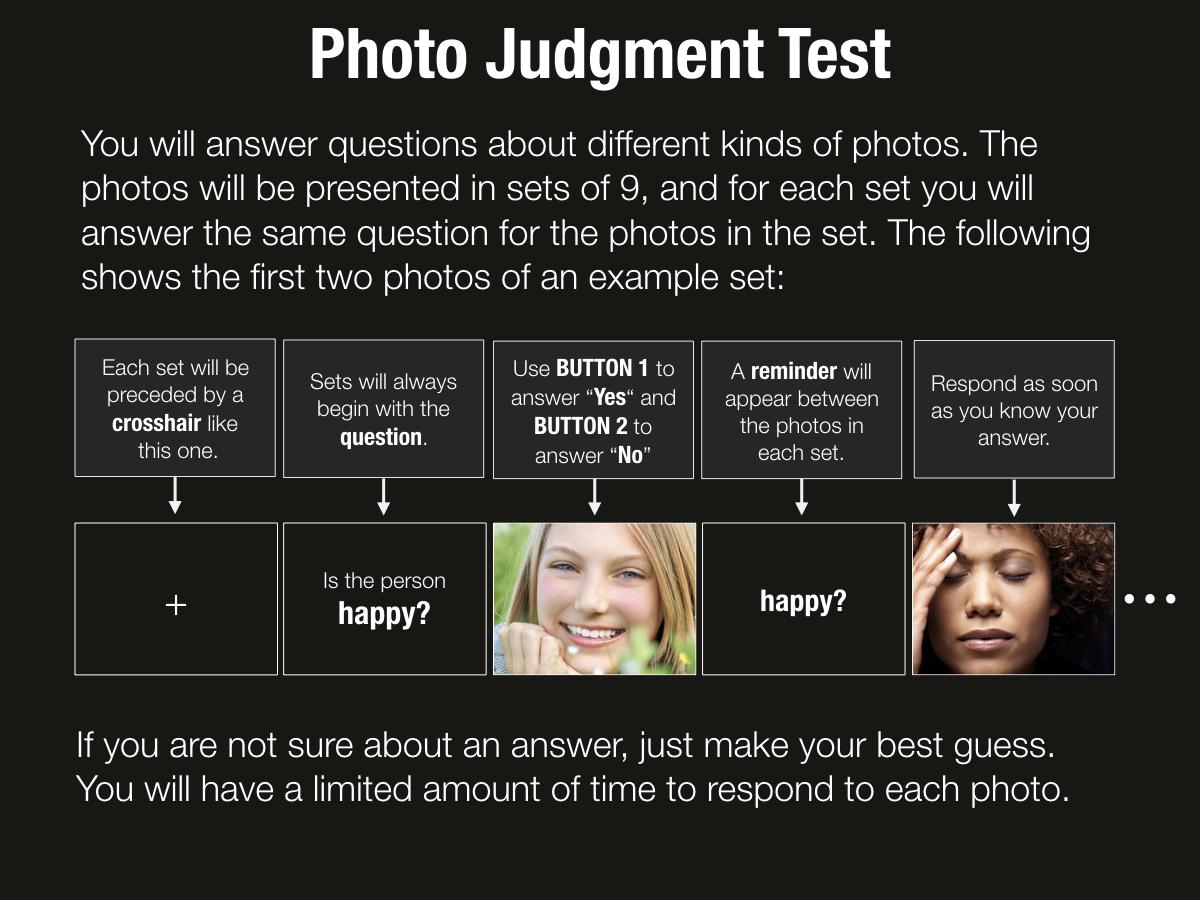 Photo Judgment Test
You will answer questions about different kinds of photos. The
photos will be presented in sets of 9, and for each set you will
answer the same question for the photos in the set. The following
shows the first two photos of an example set:
Each set will be
preceded by a
crosshair like
this one.
Sets will always
begin with the
question.
Use BUTTON 1 to
answer “Yes“ and
BUTTON 2 to
answer “No”
A reminder will
appear between
the photos in
each set.
Respond as soon
as you know your
answer.
+
Is the person
happy?
happy?
•••
If you are not sure about an answer, just make your best guess.
You will have a limited amount of time to respond to each photo.